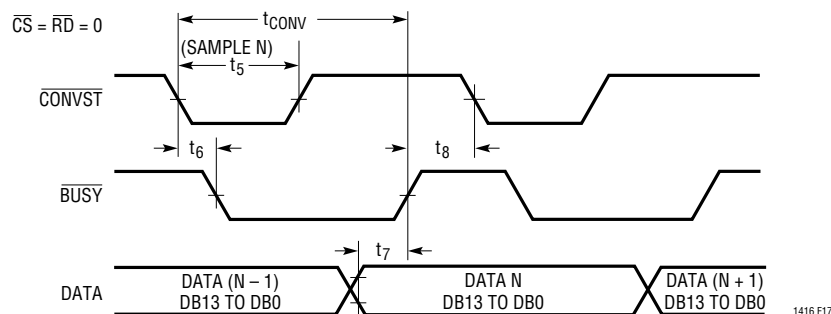 CS = RD = 0
tCONV
(SAMPLE N)
t5
CONVST
t6
t8
BUSY
t7
DATA
DATA (N – 1)
DB13 TO DB0
DATA N
DB13 TO DB0
DATA (N + 1)
DB13 TO DB0
1416 F17